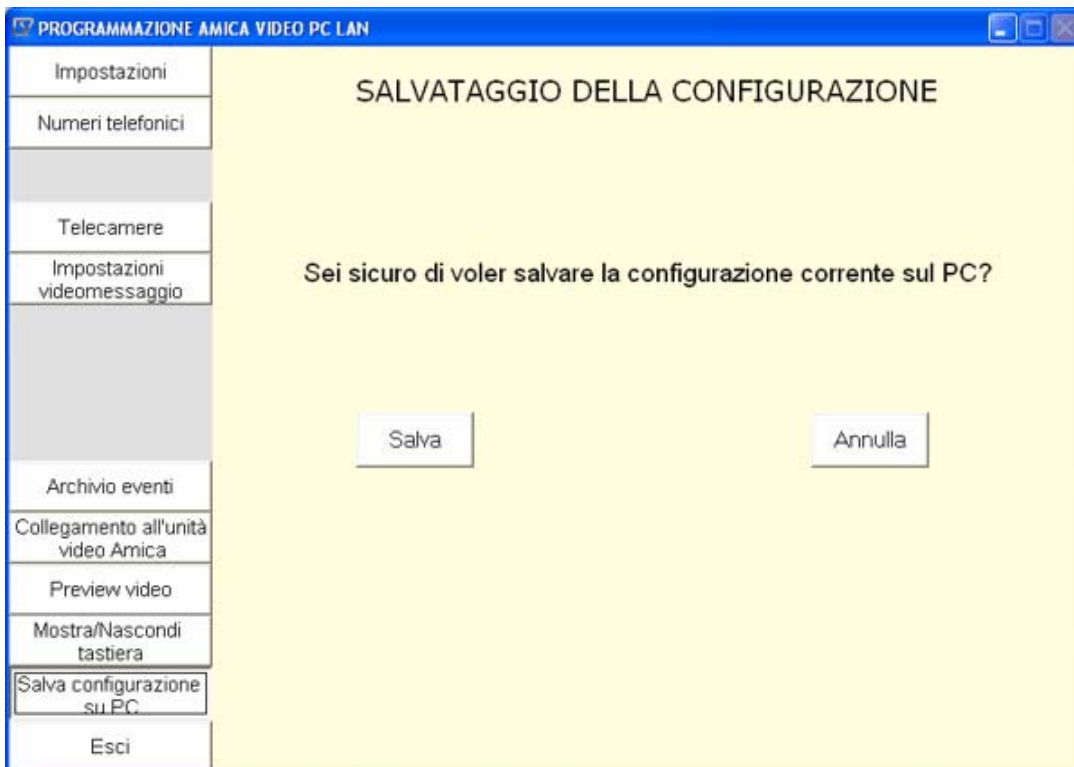 PROGRAMMAZIONE AMICA VIDEO PC LAN
Impostazioni
Numeri telefonici
Telecamere
Impostazioni
videomessaggio
Archivio eventi
Collegamento all'unità
video Amica
Preview video
Mostra/Nascondi
tastiera
Salva configurazione
su PC
Esci
SALVATAGGIO DELLA CONFIGURAZIONE
Sei sicuro di voler salvare la configurazione corrente sul PC?
Salva
Annulla